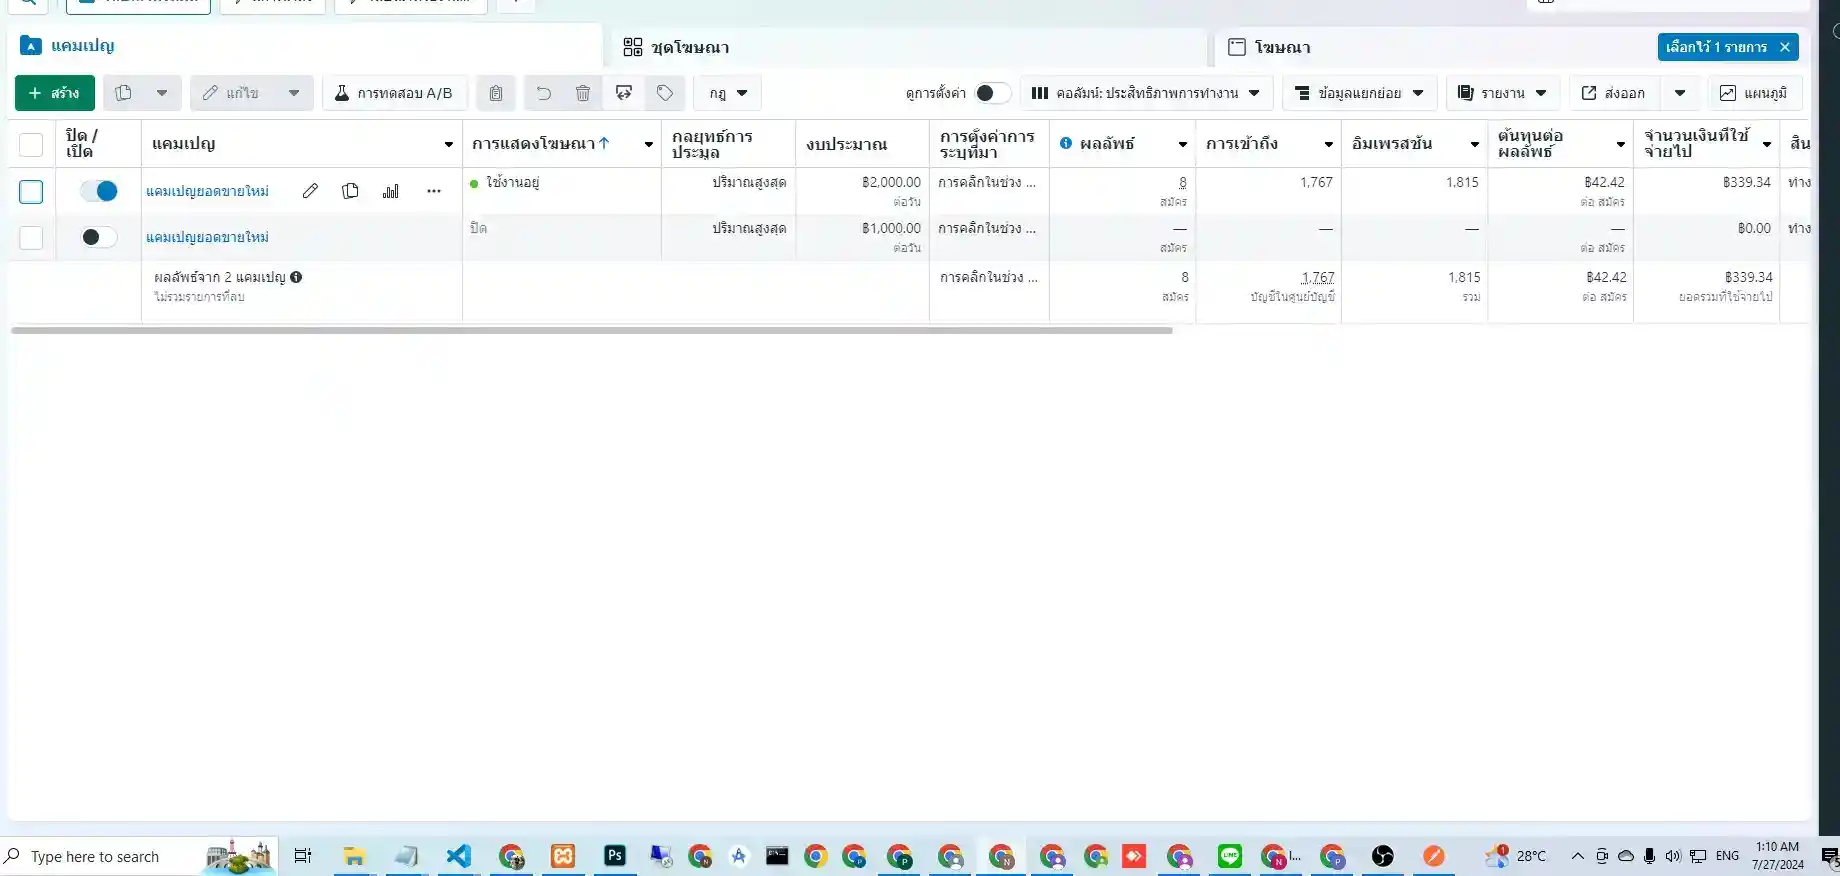 แคมเปญ
ชุดโฆษณา
โฆษณา
เลือกไว้ 1 รายการ ×
+ สร้าง
แก้ไข
การทดสอบ A/B
กฎ
ดูการตั้งค่า
คอลัมน์: ประสิทธิภาพการทำงาน
ข้อมูลแยกย่อย
รายงาน
ส่งออก
แผนภูมิ
ปิด / เปิด
แคมเปญ
การแสดงโฆษณา ↑
กลยุทธ์การประมูล
งบประมาณ
การตั้งค่าการระบุที่มา
ผลลัพธ์
การเข้าถึง
อิมเพรสชัน
ต้นทุนต่อผลลัพธ์
จำนวนเงินที่ใช้จ่ายไป
สิ้น
แคมเปญยอดขายใหม่
ใช้งานอยู่
ปริมาณสูงสุด
฿2,000.00
ต่อวัน
การคลิกในช่วง ...
8
สมัคร
1,767
1,815
฿42.42
ต่อ สมัคร
฿339.34
ทำง
แคมเปญยอดขายใหม่
ปิด
ปริมาณสูงสุด
฿1,000.00
ต่อวัน
การคลิกในช่วง ...
—
สมัคร
—
—
—
ต่อ สมัคร
฿0.00
ทำง
ผลลัพธ์จาก 2 แคมเปญ
ไม่รวมรายการที่ลบ
การคลิกในช่วง ...
8
สมัคร
1,767
บัญชีในศูนย์บัญชี
1,815
รวม
฿42.42
ต่อ สมัคร
฿339.34
ยอดรวมที่ใช้จ่ายไป
Type here to search
28°C
ENG
1:10 AM
7/27/2024